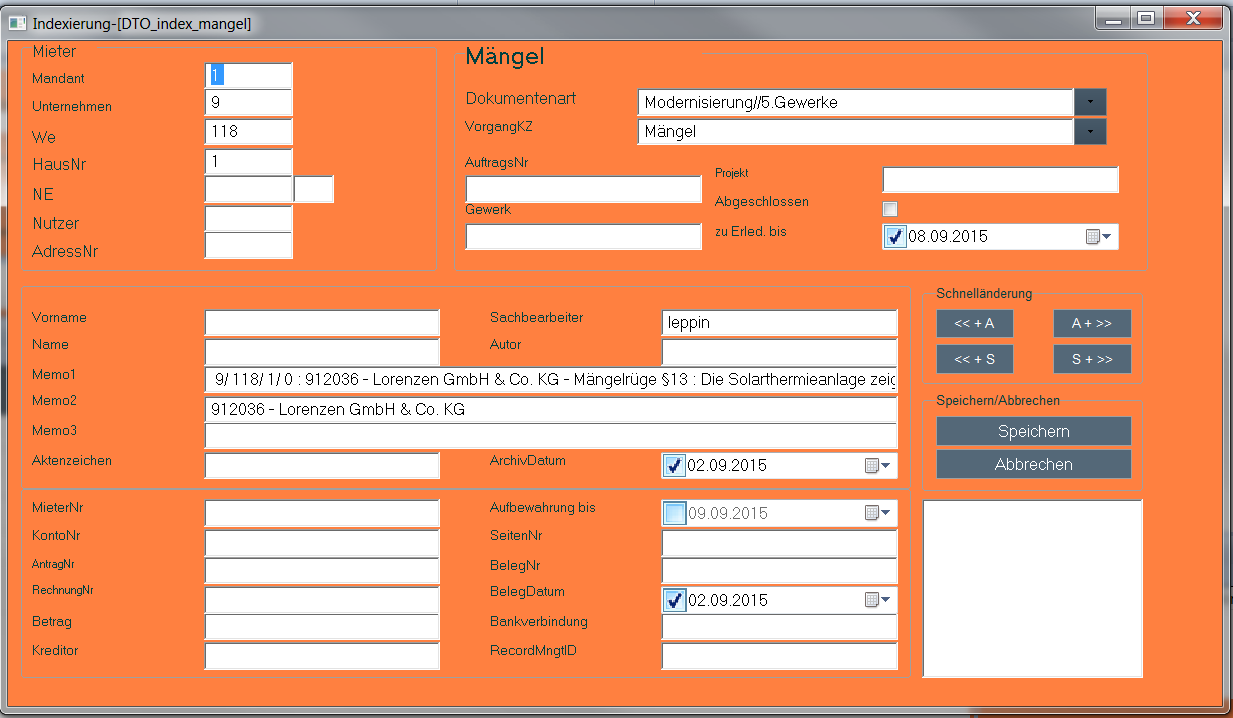 Indexierung-[DTO_index_mangel]
Mieter
Mandant 1
Unternehmen 9
We 118
HausNr 1
NE
Nutzer
AdressNr
Mängel
Dokumentenart Modernisierung//5.Gewerke
VorgangKZ Mängel
AuftragsNr
Gewerk
Projekt
Abgeschlossen
zu Erled. bis 08.09.2015
Vorname
Name
Sachbearbeiter leppin
Autor
Memo1 9/ 118/ 1/ 0 : 912036 - Lorenzen GmbH & Co. KG - Mängelrüge §13 : Die Solarthermieanlage zeig
Memo2 912036 - Lorenzen GmbH & Co. KG
Memo3
Aktenzeichen
ArchivDatum 02.09.2015
Schnelländerung
<< + A A + >>
<< + S S + >>
Speichern/Abbrechen
Speichern
Abbrechen
MieterNr
KontoNr
AntragNr
RechnungNr
Betrag
Kreditor
Aufbewahrung bis 09.09.2015
SeitenNr
BelegNr
BelegDatum 02.09.2015
Bankverbindung
RecordMngtID